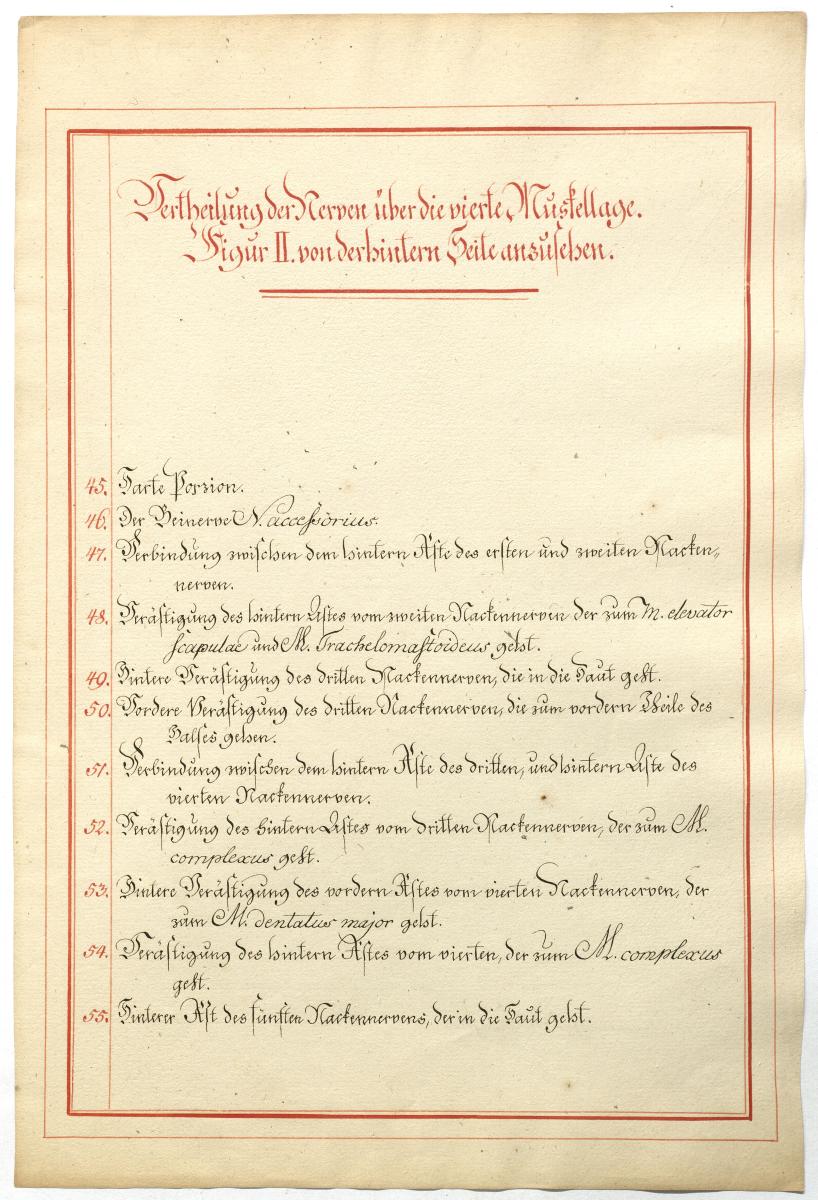 Vertheilung der Nerven über die vierte Muskellage.
Figur II. von der hintern Seite anzusehen.
45. Harte Porzion.
46. Der Beinerve N. accessorius.
47. Verbindung zwischen dem hintern Äste des ersten und zweiten Nacken-
nerven.
48. Verästigung des hintern Astes vom zweiten Nackennerven der zum M. elevator
scapulae und M. Trachelomastoideus geht.
49. Hintere Verästigung des dritten Nackennerven, die in die Haut geht.
50. Vordere Verästigung des dritten Nackennerven, die zum vordern Theile des
Halses gehen.
51. Verbindung zwischen dem hintern Äste des dritten, und hintern Aste des
vierten Nackennerven.
52. Verästigung des hintern Astes vom dritten Nackennerven, der zum M.
complexus geht.
53. Hintere Verästigung des vordern Astes vom vierten Nackennerven, der
zum M. dentatus major geht.
54. Verästigung des hintern Astes vom vierten, der zum M. complexus
geht.
55. Hinterer Ast des fünften Nackennervens, der in die Haut geht.